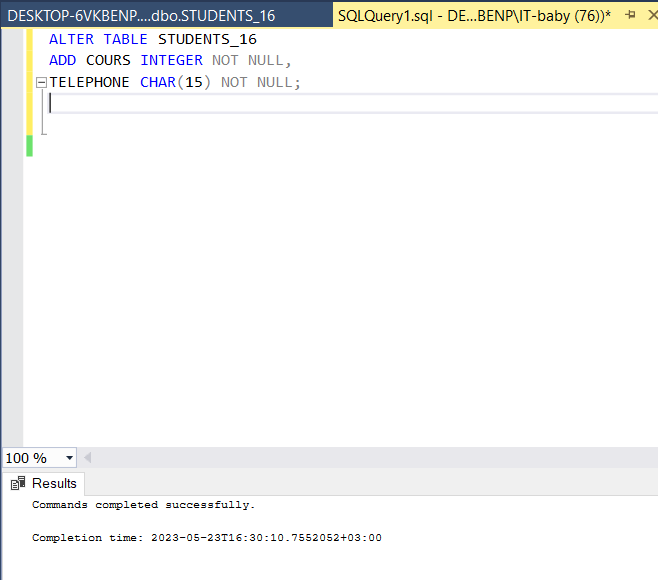 DESKTOP-6VKBENP....dbo.STUDENTS_16
SQLQuery1.sql - DE...BENP\IT-baby (76))*
ALTER TABLE STUDENTS_16
ADD COURS INTEGER NOT NULL,
TELEPHONE CHAR(15) NOT NULL;
100 %
Results
Commands completed successfully.
Completion time: 2023-05-23T16:30:10.7552052+03:00